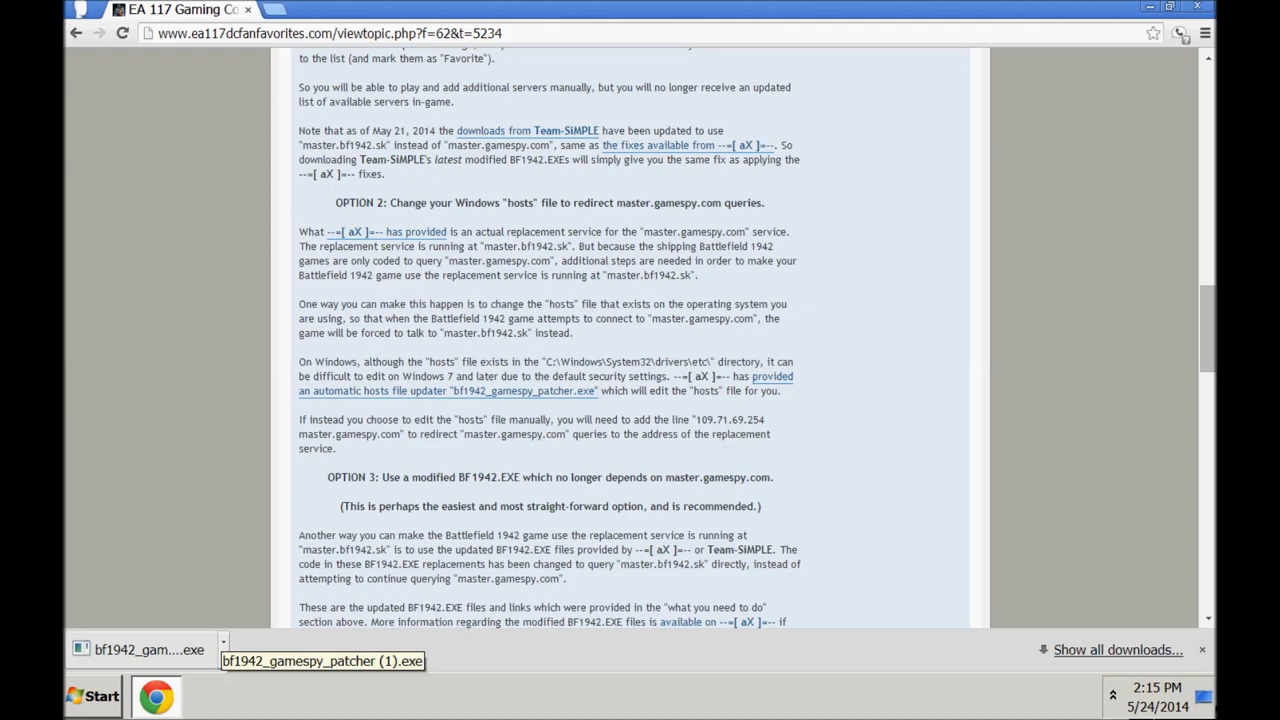 EA 117 Gaming Co
www.ea117dcfanfavorites.com/viewtopic.php?f=62&t=5234
to the list (and mark them as "Favorite").
So you will be able to play and add additional servers manually, but you will no longer receive an updated
list of available servers in-game.
Note that as of May 21, 2014 the downloads from Team-SiMPLE have been updated to use
"master.bf1942.sk" instead of "master.gamespy.com", same as the fixes available from --=[ aX ]=--. So
downloading Team-SiMPLE's latest modified BF1942.EXEs will simply give you the same fix as applying the
--=[ aX ]=-- fixes.
OPTION 2: Change your Windows "hosts" file to redirect master.gamespy.com queries.
What --=[ aX ]=-- has provided is an actual replacement service for the "master.gamespy.com" service.
The replacement service is running at "master.bf1942.sk". But because the shipping Battlefield 1942
games are only coded to query "master.gamespy.com", additional steps are needed in order to make your
Battlefield 1942 game use the replacement service is running at "master.bf1942.sk".
One way you can make this happen is to change the "hosts" file that exists on the operating system you
are using, so that when the Battlefield 1942 game attempts to connect to "master.gamespy.com", the
game will be forced to talk to "master.bf1942.sk" instead.
On Windows, although the "hosts" file exists in the "C:\Windows\System32\drivers\etc\" directory, it can
be difficult to edit on Windows 7 and later due to the default security settings. --=[ aX ]=-- has provided
an automatic hosts file updater "bf1942_gamespy_patcher.exe" which will edit the "hosts" file for you.
If instead you choose to edit the "hosts" file manually, you will need to add the line "109.71.69.254
master.gamespy.com" to redirect "master.gamespy.com" queries to the address of the replacement
service.
OPTION 3: Use a modified BF1942.EXE which no longer depends on master.gamespy.com.
(This is perhaps the easiest and most straight-forward option, and is recommended.)
Another way you can make the Battlefield 1942 game use the replacement service is running at
"master.bf1942.sk" is to use the updated BF1942.EXE files provided by --=[ aX ]=-- or Team-SiMPLE. The
code in these BF1942.EXE replacements has been changed to query "master.bf1942.sk" directly, instead of
attempting to continue querying "master.gamespy.com".
These are the updated BF1942.EXE files and links which were provided in the "what you need to do"
section above. More information regarding the modified BF1942.EXE files is available on --=[ aX ]=-- if
bf1942_gam....exe
Show all downloads...
bf1942_gamespy_patcher (1).exe
Start
2:15 PM
5/24/2014